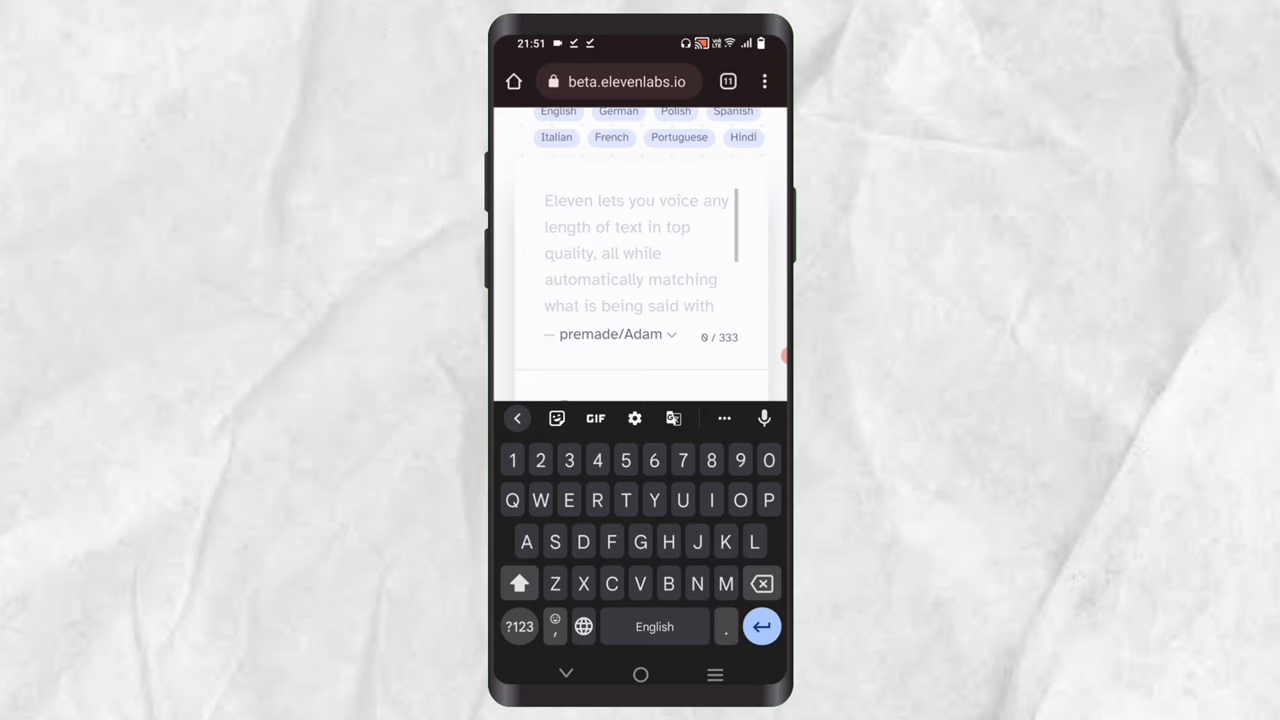 21:51
beta.elevenlabs.io 11
English German Polish Spanish
Italian French Portuguese Hindi
Eleven lets you voice any
length of text in top
quality, all while
automatically matching
what is being said with
— premade/Adam 0 / 333
GIF
1 2 3 4 5 6 7 8 9 0
Q W E R T Y U I O P
A S D F G H J K L
Z X C V B N M
?123 , English .